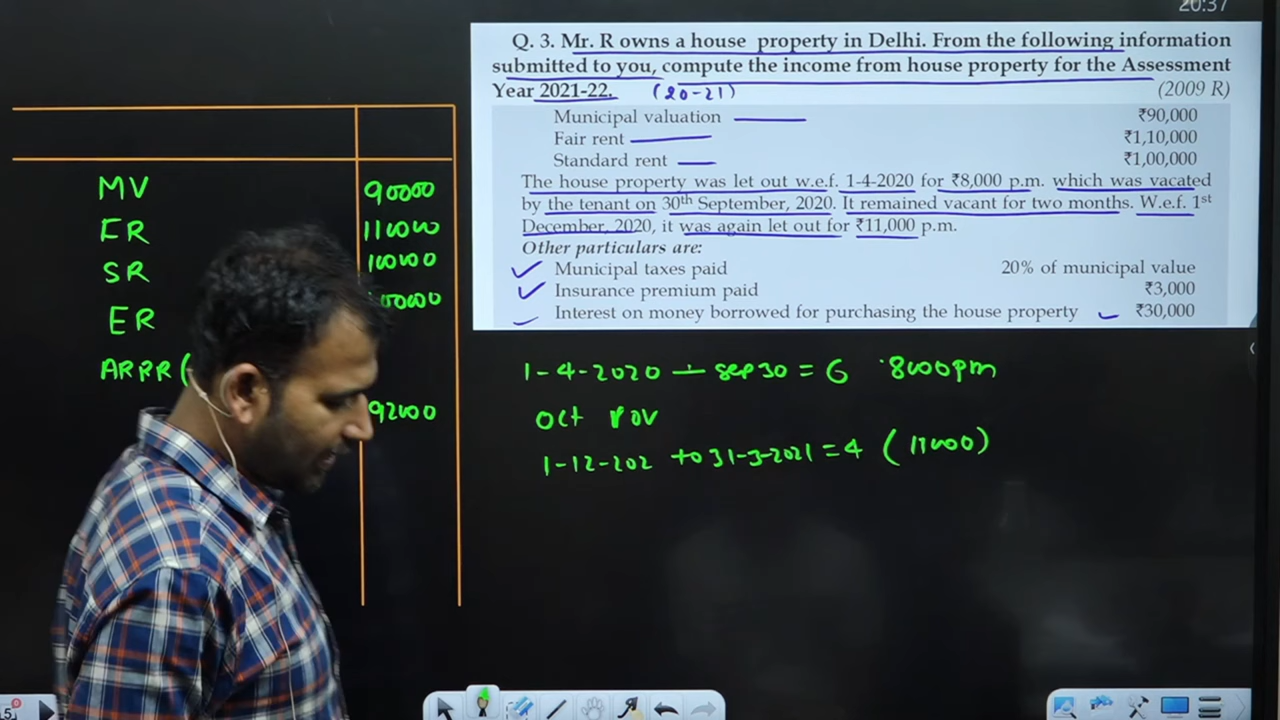 20:37
Q. 3. Mr. R owns a house property in Delhi. From the following information
submitted to you, compute the income from house property for the Assessment
Year 2021-22. (20-21) (2009 R)
Municipal valuation ₹90,000
Fair rent ₹1,10,000
Standard rent ₹1,00,000
The house property was let out w.e.f. 1-4-2020 for ₹8,000 p.m. which was vacated
by the tenant on 30th September, 2020. It remained vacant for two months. W.e.f. 1st
December, 2020, it was again let out for ₹11,000 p.m.
Other particulars are:
Municipal taxes paid 20% of municipal value
Insurance premium paid ₹3,000
Interest on money borrowed for purchasing the house property ₹30,000
MV 90000
FR 110000
SR 100000
ER 00000
ARRR (
92000
1-4-2020 — sep 30 = 6 8000pm
Oct Nov
1-12-202 to 31-3-2021 = 4 (11000)
5